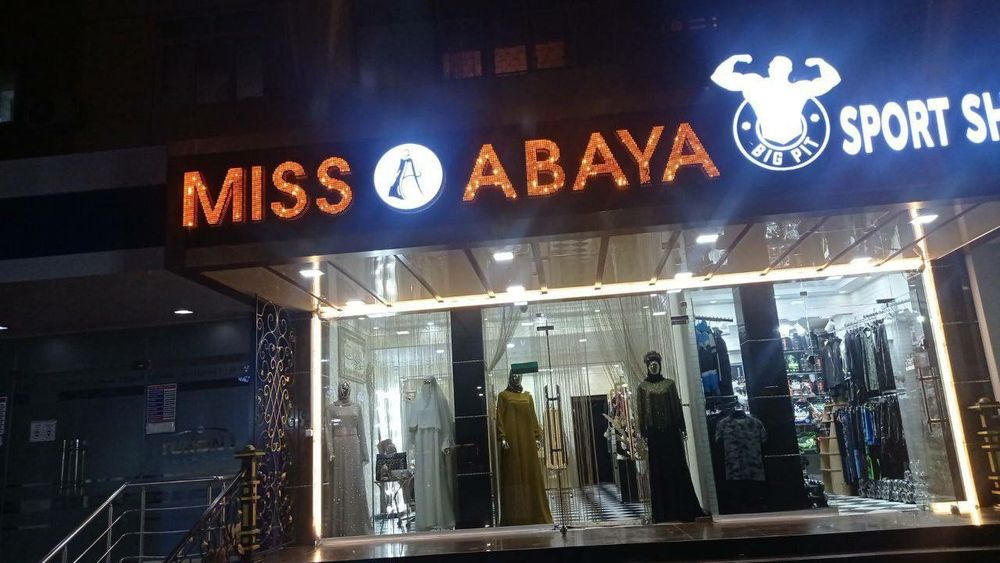 MISS A ABAYA
BIG PIT
SPORT SH